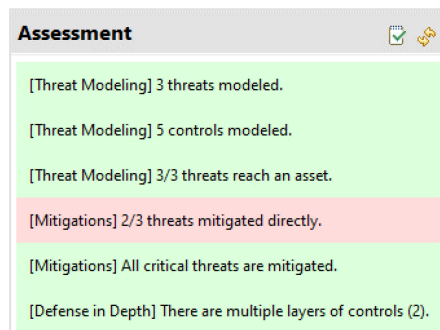 Assessment
[Threat Modeling] 3 threats modeled.
[Threat Modeling] 5 controls modeled.
[Threat Modeling] 3/3 threats reach an asset.
[Mitigations] 2/3 threats mitigated directly.
[Mitigations] All critical threats are mitigated.
[Defense in Depth] There are multiple layers of controls (2).